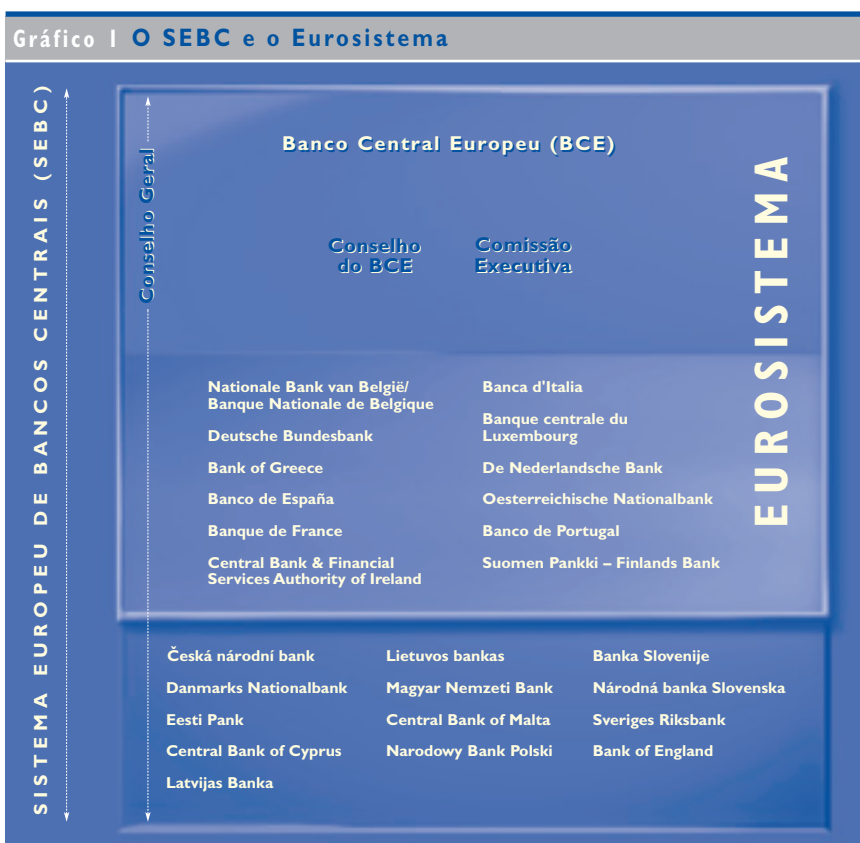 Gráfico 1 O SEBC e o Eurosistema
SISTEMA EUROPEU DE BANCOS CENTRAIS (SEBC)
Conselho Geral
Banco Central Europeu (BCE)
Conselho
do BCE
Comissão
Executiva
EUROSISTEMA
Nationale Bank van België/
Banque Nationale de Belgique
Deutsche Bundesbank
Bank of Greece
Banco de España
Banque de France
Central Bank & Financial
Services Authority of Ireland
Banca d'Italia
Banque centrale du
Luxembourg
De Nederlandsche Bank
Oesterreichische Nationalbank
Banco de Portugal
Suomen Pankki – Finlands Bank
Česká národní bank
Danmarks Nationalbank
Eesti Pank
Central Bank of Cyprus
Latvijas Banka
Lietuvos bankas
Magyar Nemzeti Bank
Central Bank of Malta
Narodowy Bank Polski
Banka Slovenije
Národná banka Slovenska
Sveriges Riksbank
Bank of England